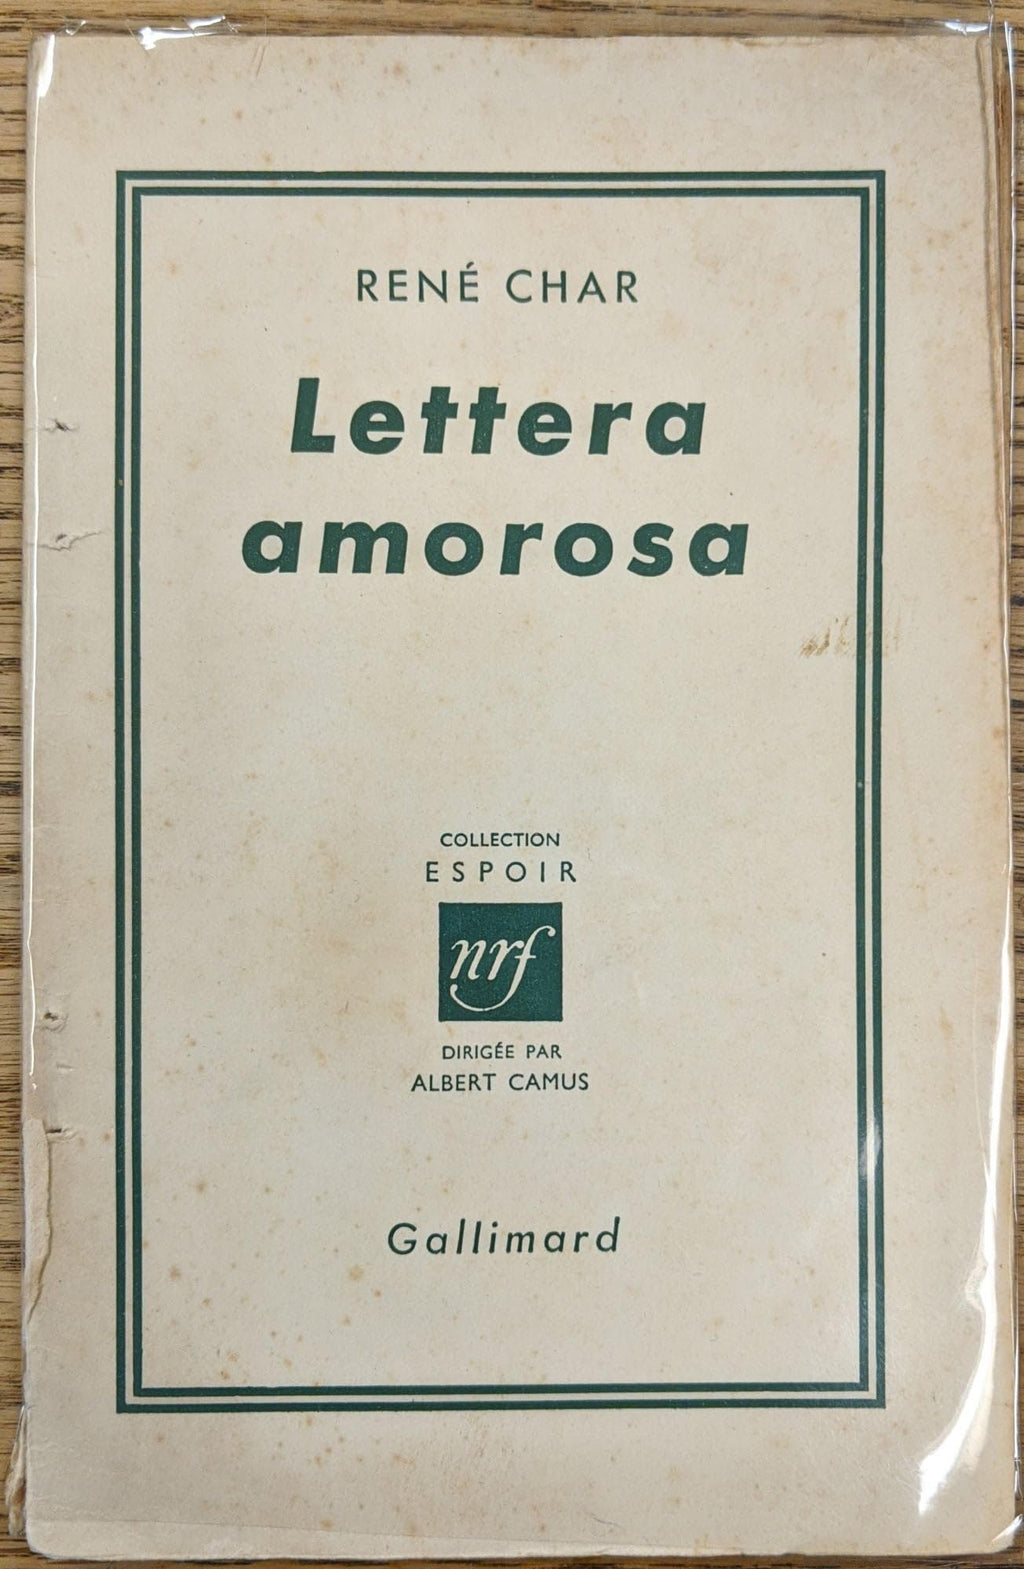 RENÉ CHAR
Lettera
amorosa
COLLECTION
ESPOIR
nrf
DIRIGÉE PAR
ALBERT CAMUS
Gallimard